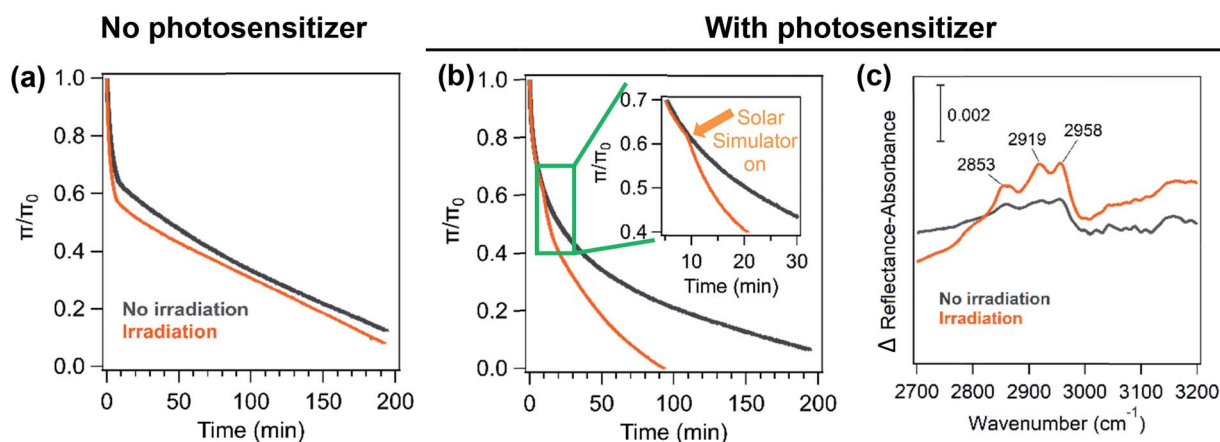 No photosensitizer
With photosensitizer
(a)
1.0
0.8
0.6
0.4
0.2
0.0
π/π0
No irradiation
Irradiation
0
50
100
150
200
Time (min)
(b)
1.0
0.8
0.6
0.4
0.2
0.0
π/π0
0.7
0.6
0.5
0.4
π/π0
Solar
Simulator
on
10
20
30
Time (min)
0
50
100
150
200
Time (min)
(c)
0.002
2853
2919
2958
Δ Reflectance-Absorbance
No irradiation
Irradiation
2700
2800
2900
3000
3100
3200
Wavenumber (cm-1)